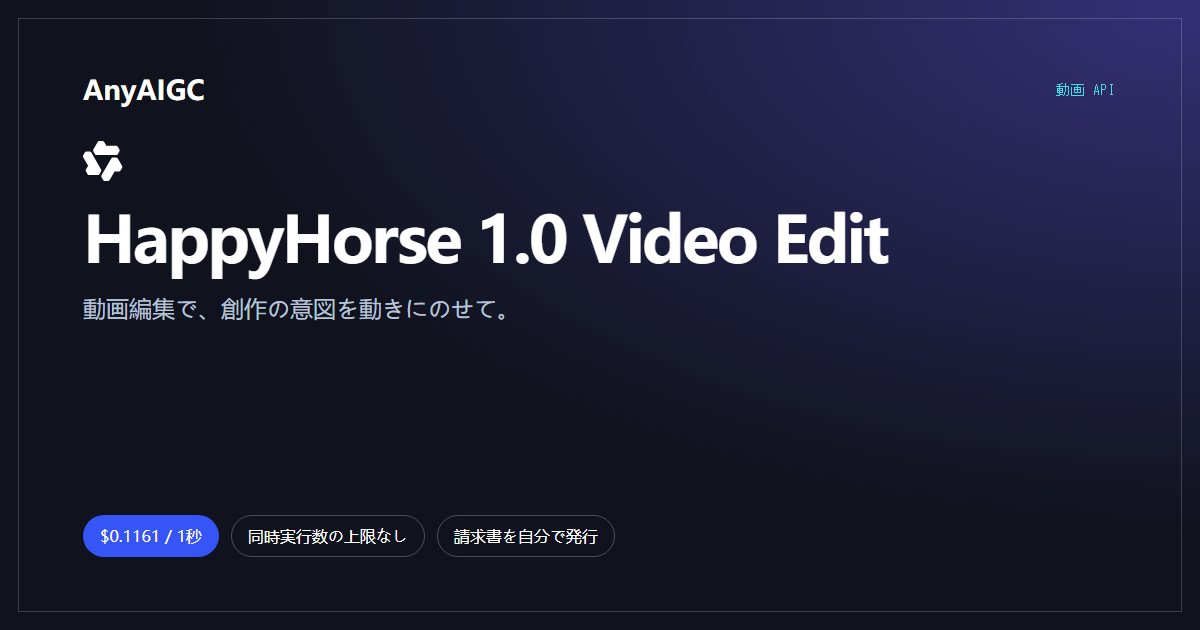 AnyAIGC
動画 API
HappyHorse 1.0 Video Edit
動画編集で、創作の意図を動きにのせて。
$0.1161 / 1秒
同時実行数の上限なし
請求書を自分で発行